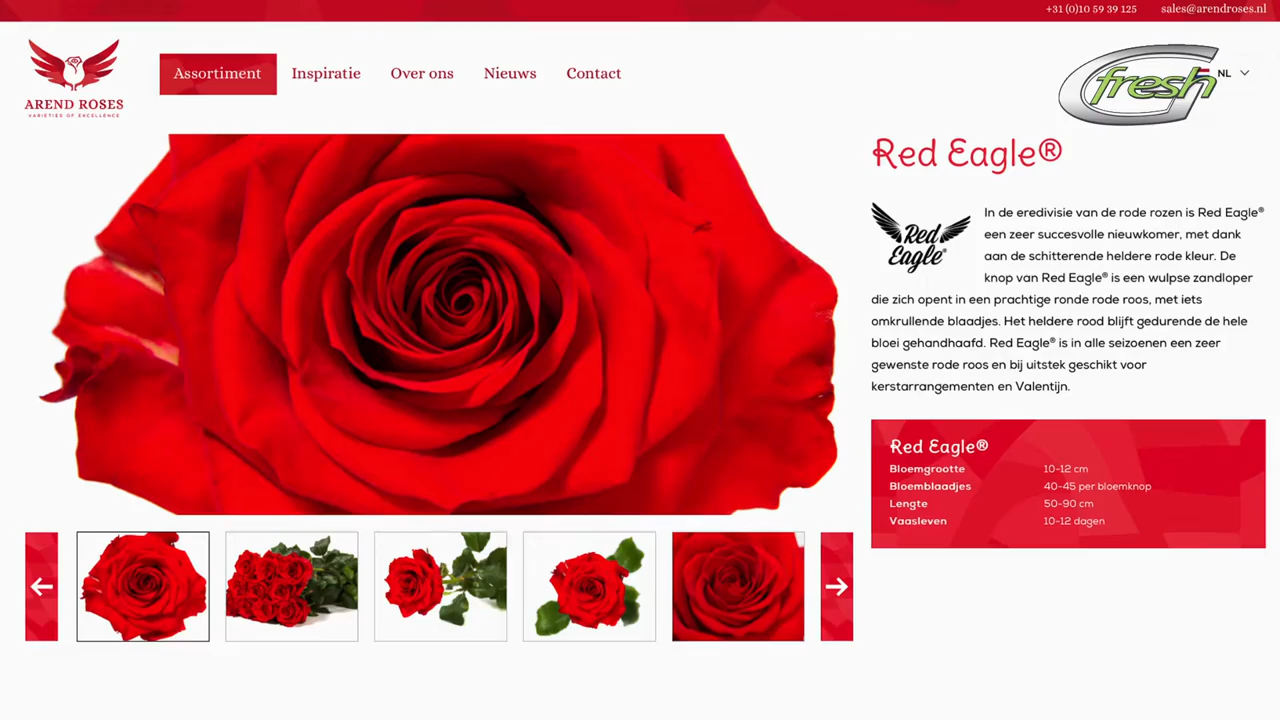 +31 (0)10 59 39 125 sales@arendroses.nl
AREND ROSES
VARIETIES OF EXCELLENCE
Assortiment Inspiratie Over ons Nieuws Contact
Gfresh
NL
Red Eagle®
Red Eagle®
In de eredivisie van de rode rozen is Red Eagle®
een zeer succesvolle nieuwkomer, met dank
aan de schitterende heldere rode kleur. De
knop van Red Eagle® is een wulpse zandloper
die zich opent in een prachtige ronde rode roos, met iets
omkrullende blaadjes. Het heldere rood blijft gedurende de hele
bloei gehandhaafd. Red Eagle® is in alle seizoenen een zeer
gewenste rode roos en bij uitstek geschikt voor
kerstarrangementen en Valentijn.
Red Eagle®
Bloemgrootte 10-12 cm
Bloemblaadjes 40-45 per bloemknop
Lengte 50-90 cm
Vaasleven 10-12 dagen